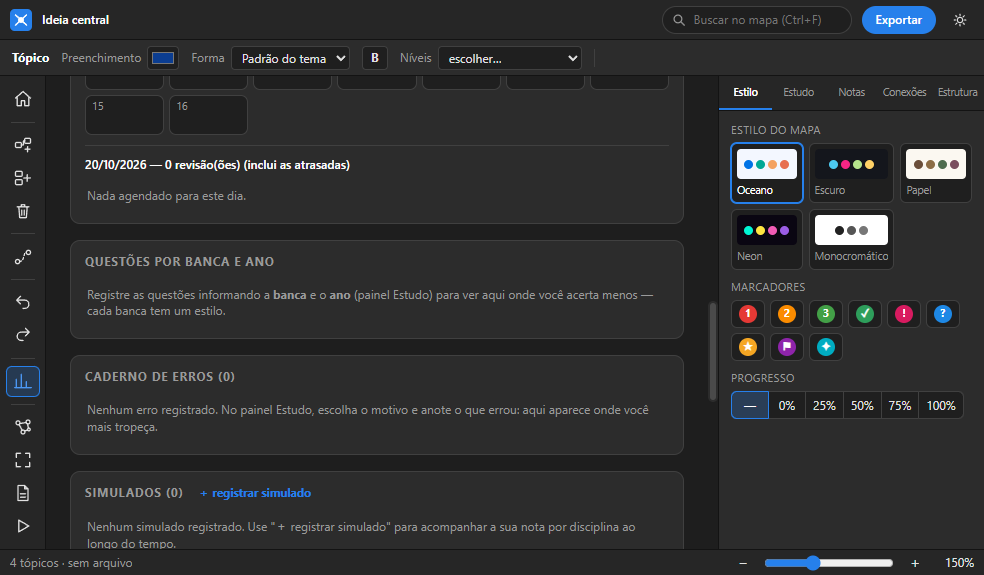 Ideia central
Buscar no mapa (Ctrl+F)
Exportar
Tópico
Preenchimento
Forma
Padrão do tema
B
Níveis
escolher...
15
16
20/10/2026 — 0 revisão(ões) (inclui as atrasadas)
Nada agendado para este dia.
QUESTÕES POR BANCA E ANO
Registre as questões informando a banca e o ano (painel Estudo) para ver aqui onde você acerta menos —
cada banca tem um estilo.
CADERNO DE ERROS (0)
Nenhum erro registrado. No painel Estudo, escolha o motivo e anote o que errou: aqui aparece onde você
mais tropeça.
SIMULADOS (0)
+ registrar simulado
Nenhum simulado registrado. Use "+ registrar simulado" para acompanhar a sua nota por disciplina ao
longo do tempo.
Estilo
Estudo
Notas
Conexões
Estrutura
ESTILO DO MAPA
Oceano
Escuro
Papel
Neon
Monocromático
MARCADORES
1
2
3
!
?
PROGRESSO
—
0%
25%
50%
75%
100%
4 tópicos · sem arquivo
−
+
150%